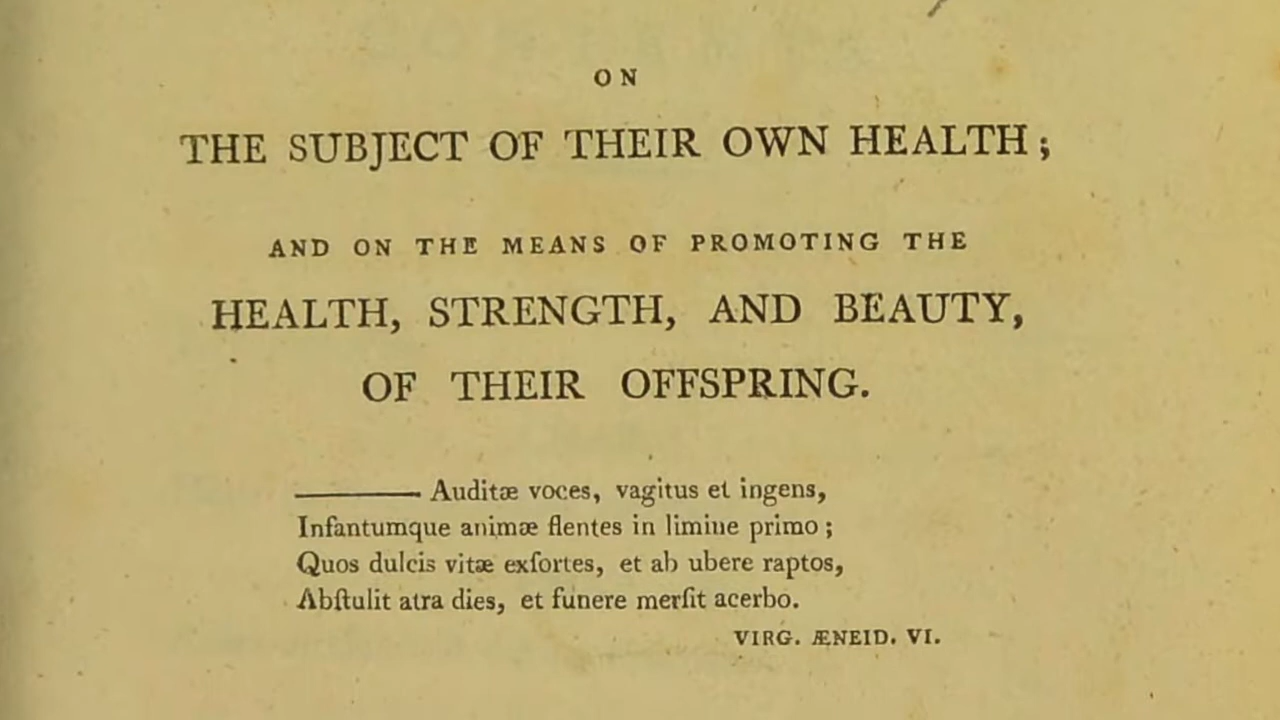 ON
THE SUBJECT OF THEIR OWN HEALTH;
AND ON THE MEANS OF PROMOTING THE
HEALTH, STRENGTH, AND BEAUTY,
OF THEIR OFFSPRING.
——— Auditæ voces, vagitus et ingens,
Infantumque animæ flentes in limine primo;
Quos dulcis vitæ exſortes, et ab ubere raptos,
Abſtulit atra dies, et funere merſit acerbo.
VIRG. ÆNEID. VI.